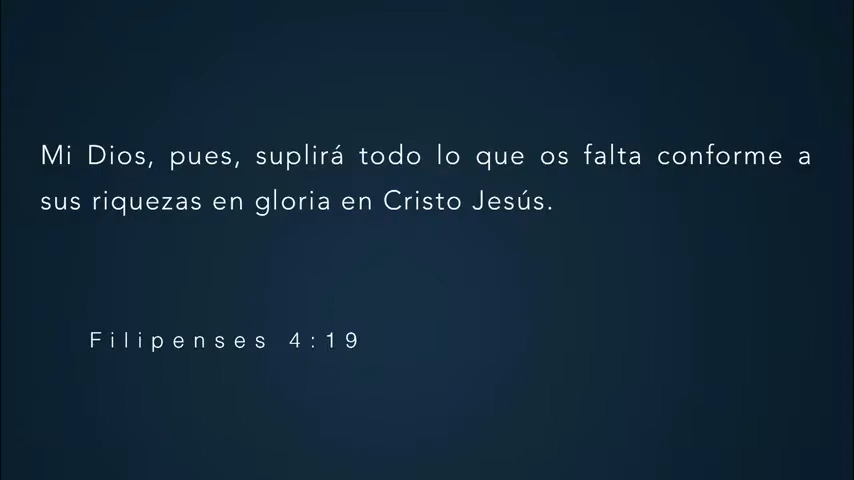 Mi Dios, pues, suplirá todo lo que os falta conforme a
sus riquezas en gloria en Cristo Jesús.
Filipenses 4:19